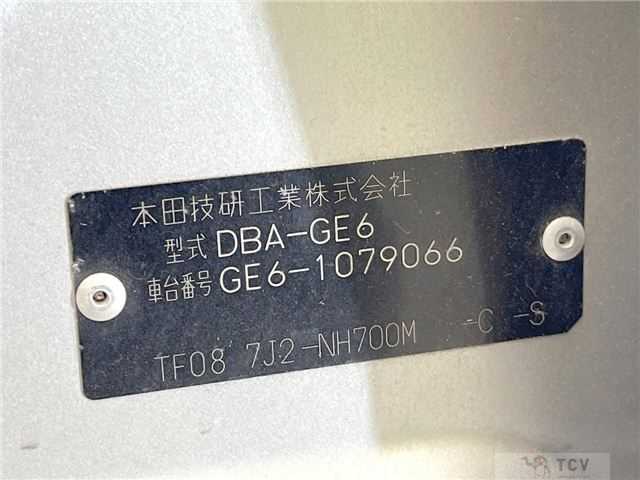 本田技研工業株式会社
型式 DBA-GE6
車台番号 GE6-1079066
TF08 7J2-NH700M -C -S
TCV